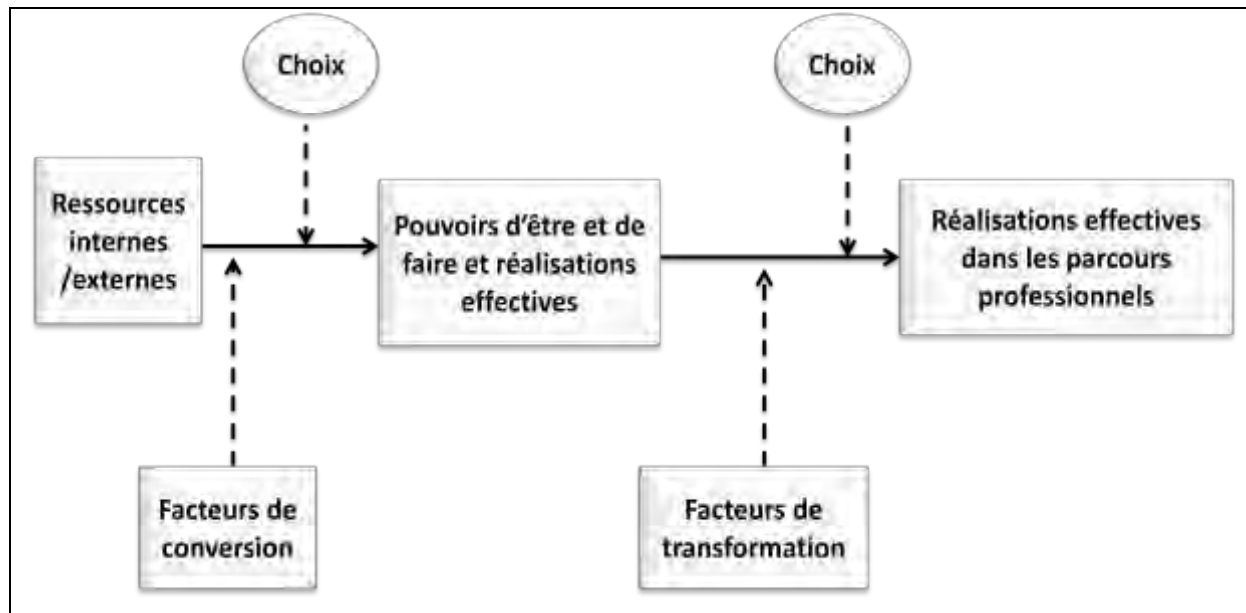 Choix
Choix
Ressources
internes
/externes
Pouvoirs d'être et de
faire et réalisations
effectives
Réalisations effectives
dans les parcours
professionnels
Facteurs de
conversion
Facteurs de
transformation